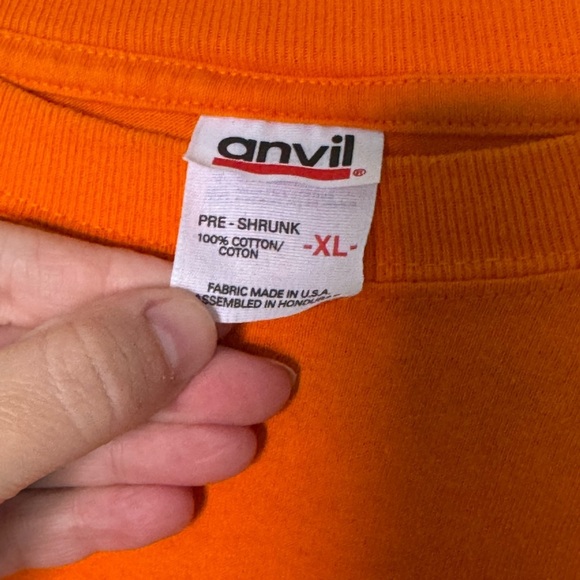 anvil®
PRE-SHRUNK
100% COTTON/
COTON
-XL-
FABRIC MADE IN U.S.A.
ASSEMBLED IN